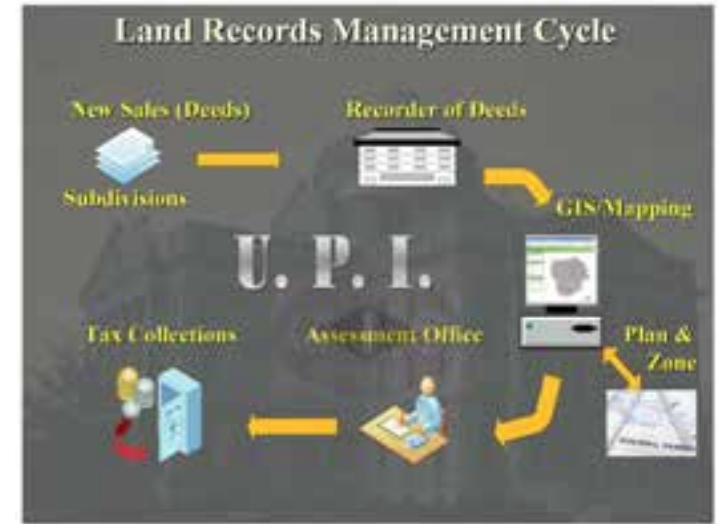 Land Records Management Cycle
New Sales (Deeds)
Recorder of Deeds
Subdivisions
GIS/Mapping
U. P. I.
Tax Collections
Assessment Office
Plan &
Zone